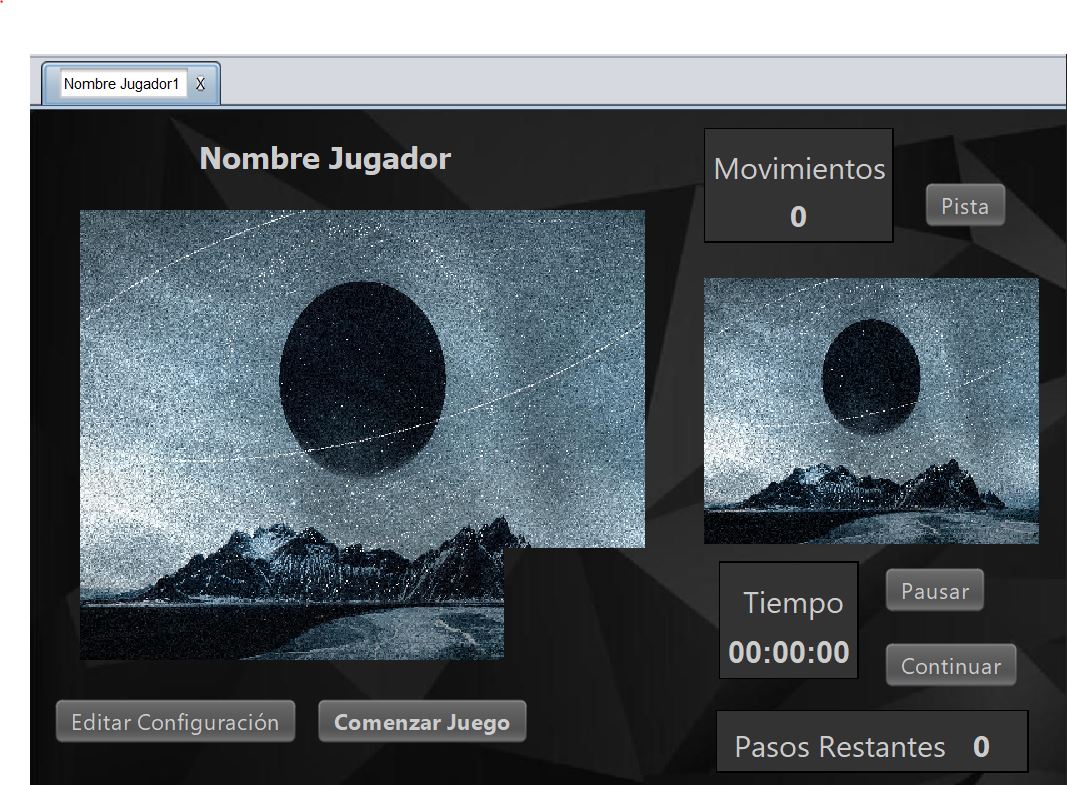 Nombre Jugador1 X
Nombre Jugador
Movimientos
0
Pista
Tiempo
00:00:00
Pausar
Continuar
Editar Configuración
Comenzar Juego
Pasos Restantes 0